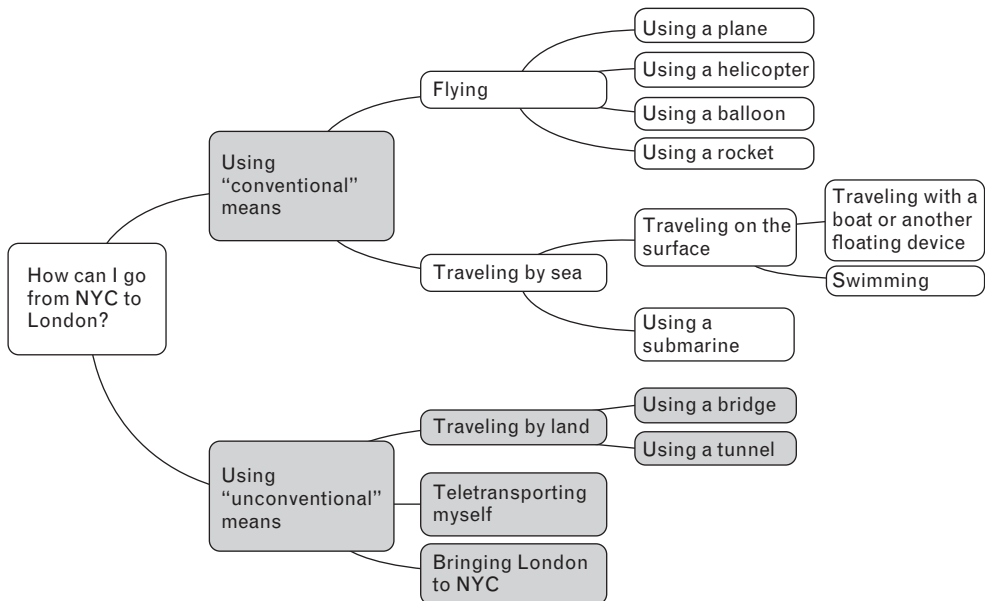 How can I go
from NYC to
London?
Using
“conventional”
means
Flying
Using a plane
Using a helicopter
Using a balloon
Using a rocket
Traveling by sea
Traveling on the
surface
Traveling with a
boat or another
floating device
Swimming
Using a
submarine
Using
“unconventional”
means
Traveling by land
Using a bridge
Using a tunnel
Teletransporting
myself
Bringing London
to NYC